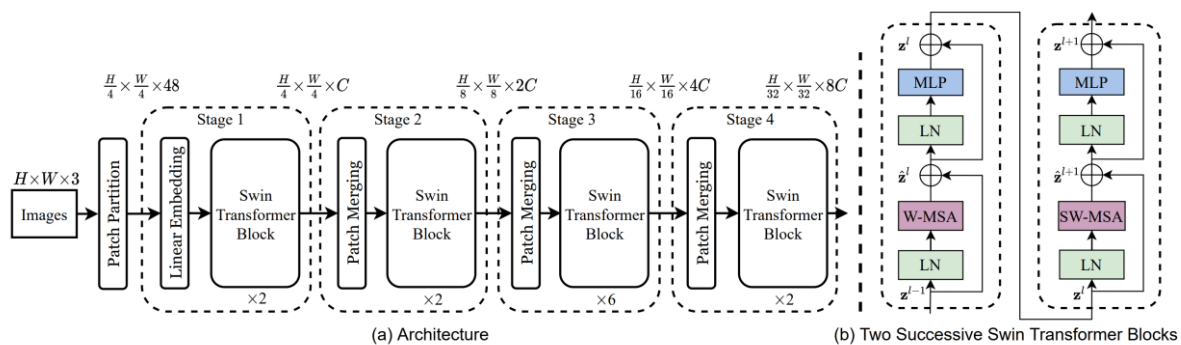 H×W×3
Images
H/4 × W/4 × 48
Patch Partition
Stage 1
Linear Embedding
Swin
Transformer
Block
×2
H/4 × W/4 × C
Stage 2
Patch Merging
Swin
Transformer
Block
×2
H/8 × W/8 × 2C
Stage 3
Patch Merging
Swin
Transformer
Block
×6
H/16 × W/16 × 4C
Stage 4
Patch Merging
Swin
Transformer
Block
×2
H/32 × W/32 × 8C
(a) Architecture
z^l
MLP
LN
ẑ^l
W-MSA
LN
z^{l−1}
z^{l+1}
MLP
LN
ẑ^{l+1}
SW-MSA
LN
z^l
(b) Two Successive Swin Transformer Blocks